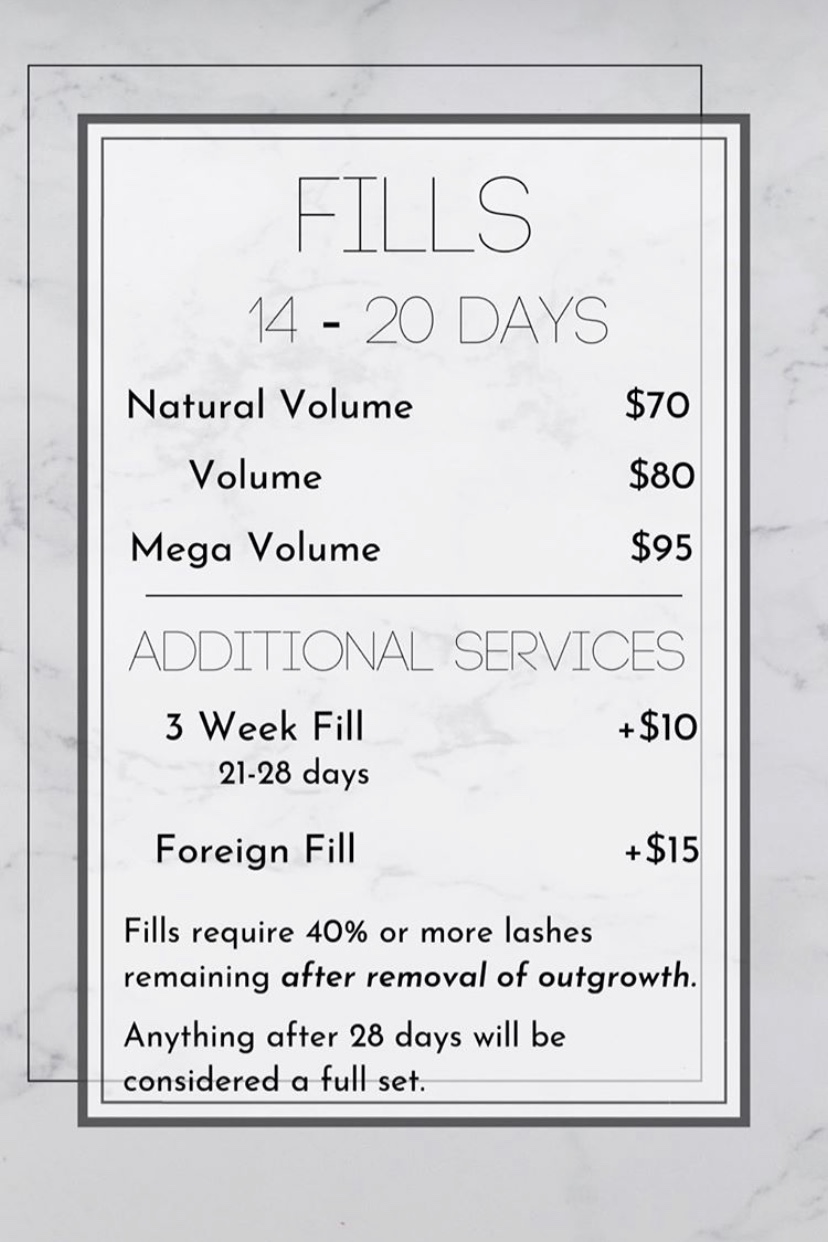 FILLS
14 - 20 DAYS
Natural Volume $70
Volume $80
Mega Volume $95
ADDITIONAL SERVICES
3 Week Fill +$10
21-28 days
Foreign Fill +$15
Fills require 40% or more lashes
remaining after removal of outgrowth.
Anything after 28 days will be
considered a full set.